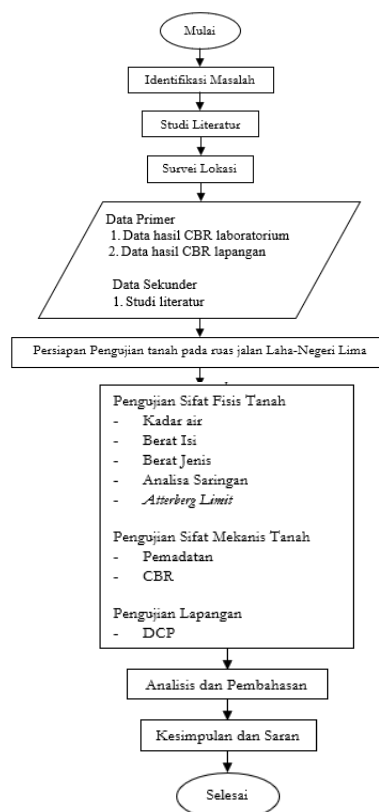 Mulai
Identifikasi Masalah
Studi Literatur
Survei Lokasi
Data Primer
1. Data hasil CBR laboratorium
2. Data hasil CBR lapangan
Data Sekunder
1. Studi literatur
Persiapan Pengujian tanah pada ruas jalan Laha-Negeri Lima
Pengujian Sifat Fisis Tanah
- Kadar air
- Berat Isi
- Berat Jenis
- Analisa Saringan
- Atterberg Limit
Pengujian Sifat Mekanis Tanah
- Pemadatan
- CBR
Pengujian Lapangan
- DCP
Analisis dan Pembahasan
Kesimpulan dan Saran
Selesai